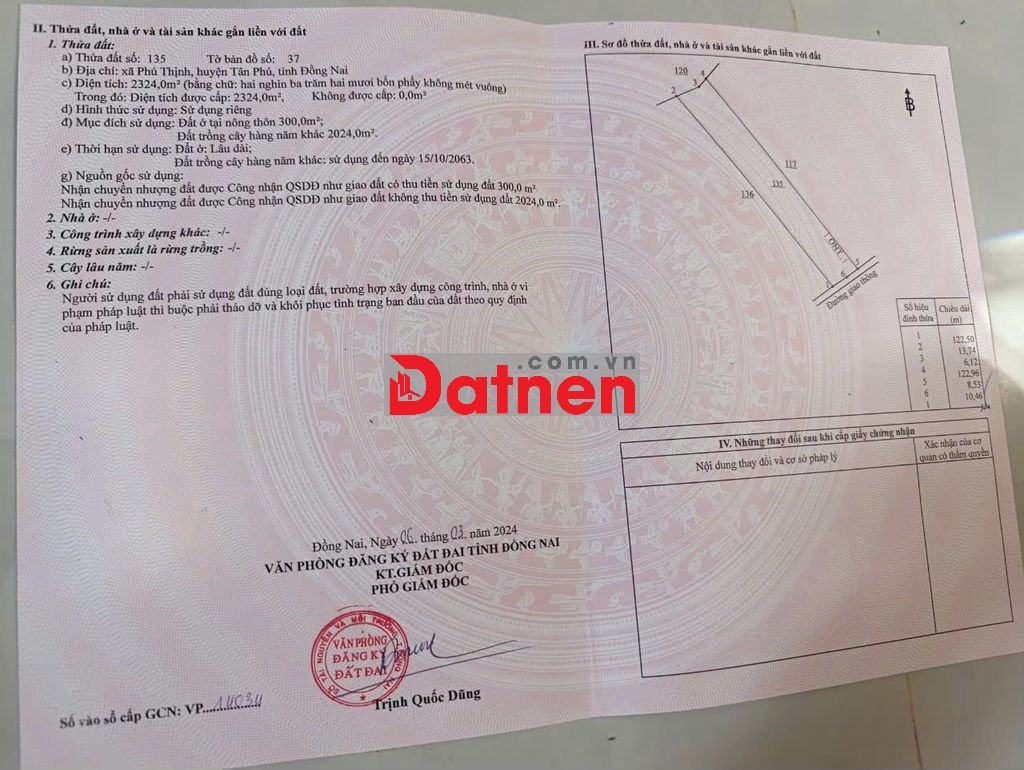 II. Thửa đất, nhà ở và tài sản khác gắn liền với đất
1. Thửa đất:
a) Thửa đất số: 135 Tờ bản đồ số: 37
b) Địa chỉ: xã Phú Thịnh, huyện Tân Phú, tỉnh Đồng Nai
c) Diện tích: 2324,0m² (bằng chữ: hai nghìn ba trăm hai mươi bốn phẩy không mét vuông)
Trong đó: Diện tích được cấp: 2324,0m², Không được cấp: 0,0m²
d) Hình thức sử dụng: Sử dụng riêng
đ) Mục đích sử dụng: Đất ở tại nông thôn 300,0m²;
Đất trồng cây hàng năm khác 2024,0m².
e) Thời hạn sử dụng: Đất ở: Lâu dài;
Đất trồng cây hàng năm khác: sử dụng đến ngày 15/10/2063.
g) Nguồn gốc sử dụng:
Nhận chuyển nhượng đất được Công nhận QSDĐ như giao đất có thu tiền sử dụng đất 300,0 m²
Nhận chuyển nhượng đất được Công nhận QSDĐ như giao đất không thu tiền sử dụng đất 2024,0 m².
2. Nhà ở: -/-
3. Công trình xây dựng khác: -/-
4. Rừng sản xuất là rừng trồng: -/-
5. Cây lâu năm: -/-
6. Ghi chú:
Người sử dụng đất phải sử dụng đất đúng loại đất, trường hợp xây dựng công trình, nhà ở vi
phạm pháp luật thì buộc phải tháo dỡ và khôi phục tình trạng ban đầu của đất theo quy định
của pháp luật.
Đồng Nai, Ngày 06. tháng 03. năm 2024
VĂN PHÒNG ĐĂNG KÝ ĐẤT ĐAI TỈNH ĐỒNG NAI
KT.GIÁM ĐỐC
PHÓ GIÁM ĐỐC
SỞ TÀI NGUYÊN VÀ MÔI TRƯỜNG
VĂN PHÒNG
ĐĂNG KÝ
ĐẤT ĐAI
Trịnh Quốc Dũng
Số vào sổ cấp GCN: VP...14034
III. Sơ đồ thửa đất, nhà ở và tài sản khác gắn liền với đất
B
120
4
3
2
117
135
136
LONT
1
6
5
Đường giao thông
Số hiệu đỉnh thửa Chiều dài (m)
1
122,50
2
13,74
3
6,12
4
122,96
5
8,53
6
10,46
1
IV. Những thay đổi sau khi cấp giấy chứng nhận
Nội dung thay đổi và cơ sở pháp lý
Xác nhận của cơ
quan có thẩm quyền
.com.vn
Datnen